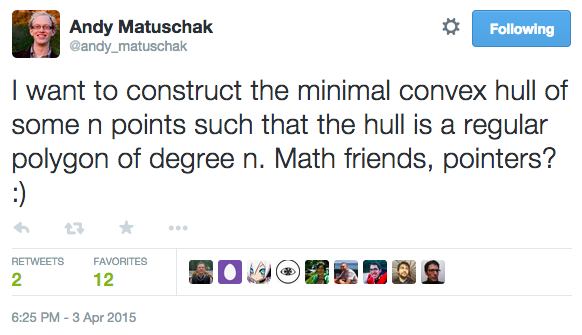 Andy Matuschak
@andy_matuschak
Following
I want to construct the minimal convex hull of
some n points such that the hull is a regular
polygon of degree n. Math friends, pointers?
:)
RETWEETS
2
FAVORITES
12
6:25 PM - 3 Apr 2015